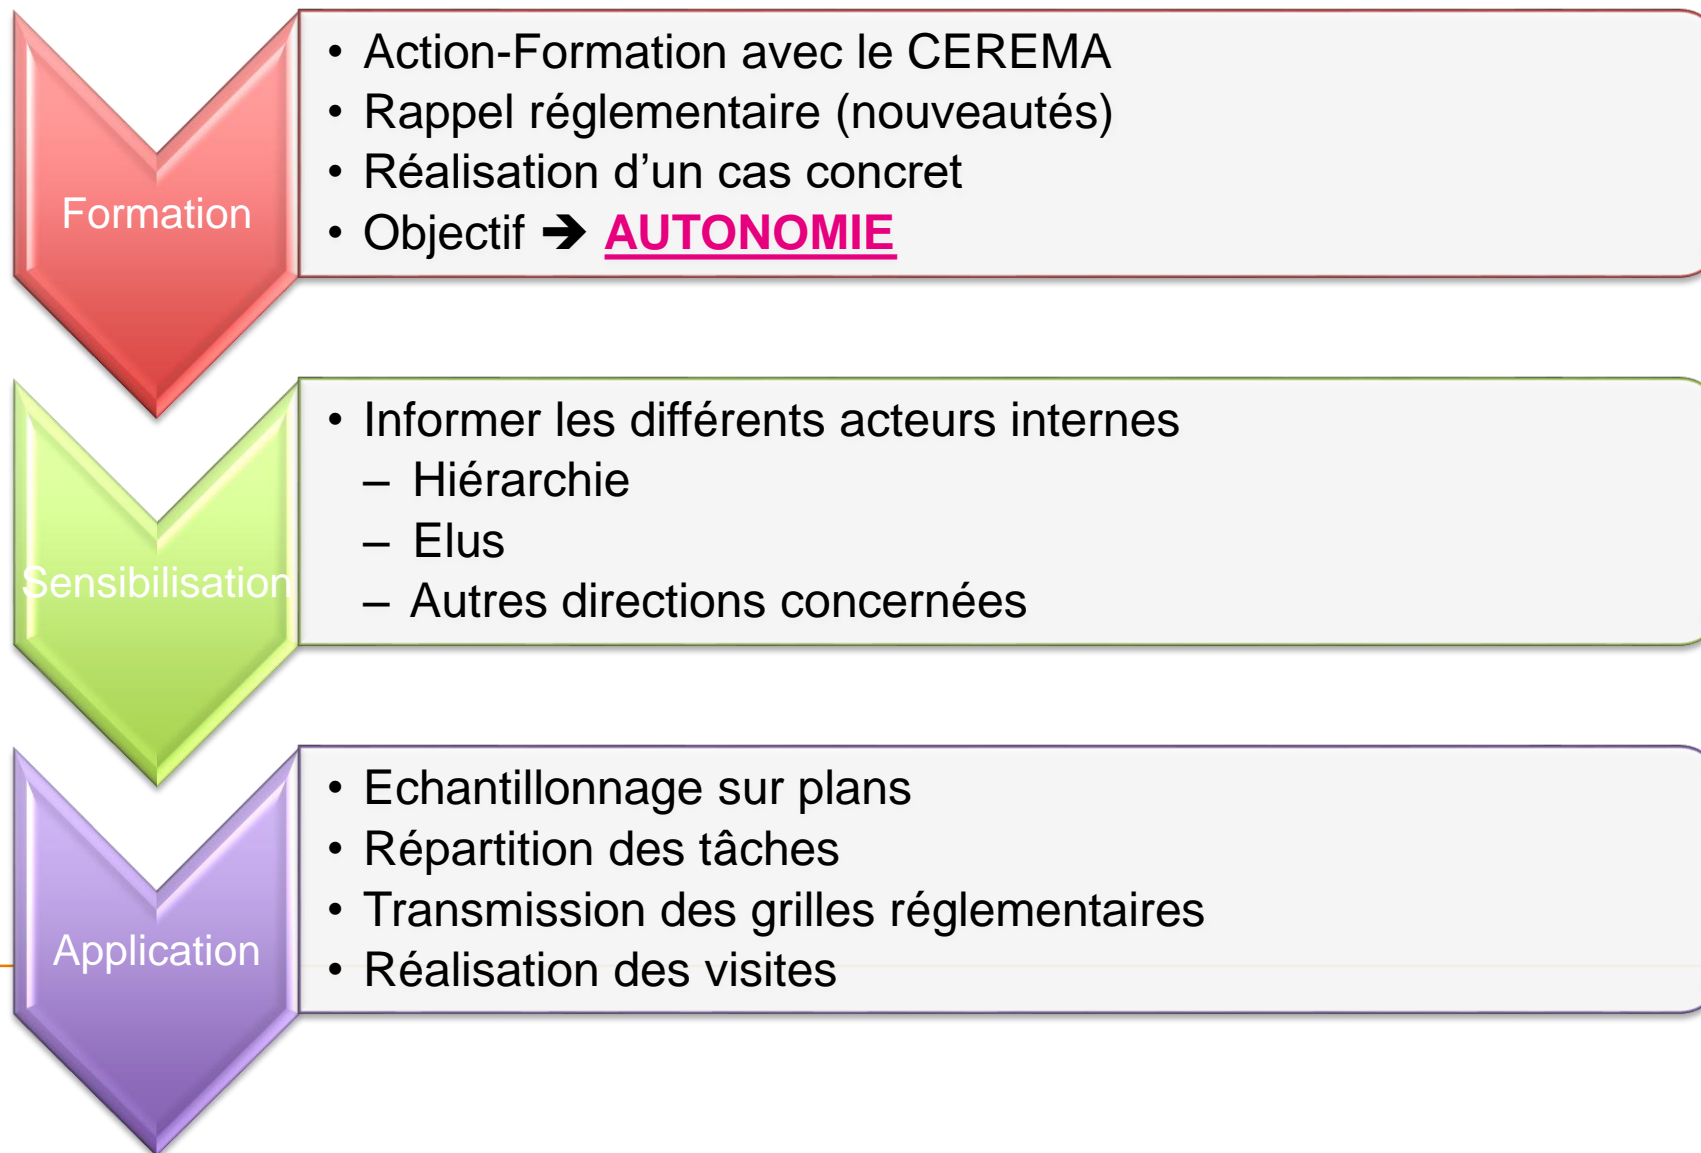 Formation
• Action-Formation avec le CEREMA
• Rappel réglementaire (nouveautés)
• Réalisation d’un cas concret
• Objectif ➔ AUTONOMIE
Sensibilisation
• Informer les différents acteurs internes
– Hiérarchie
– Elus
– Autres directions concernées
Application
• Echantillonnage sur plans
• Répartition des tâches
• Transmission des grilles réglementaires
• Réalisation des visites